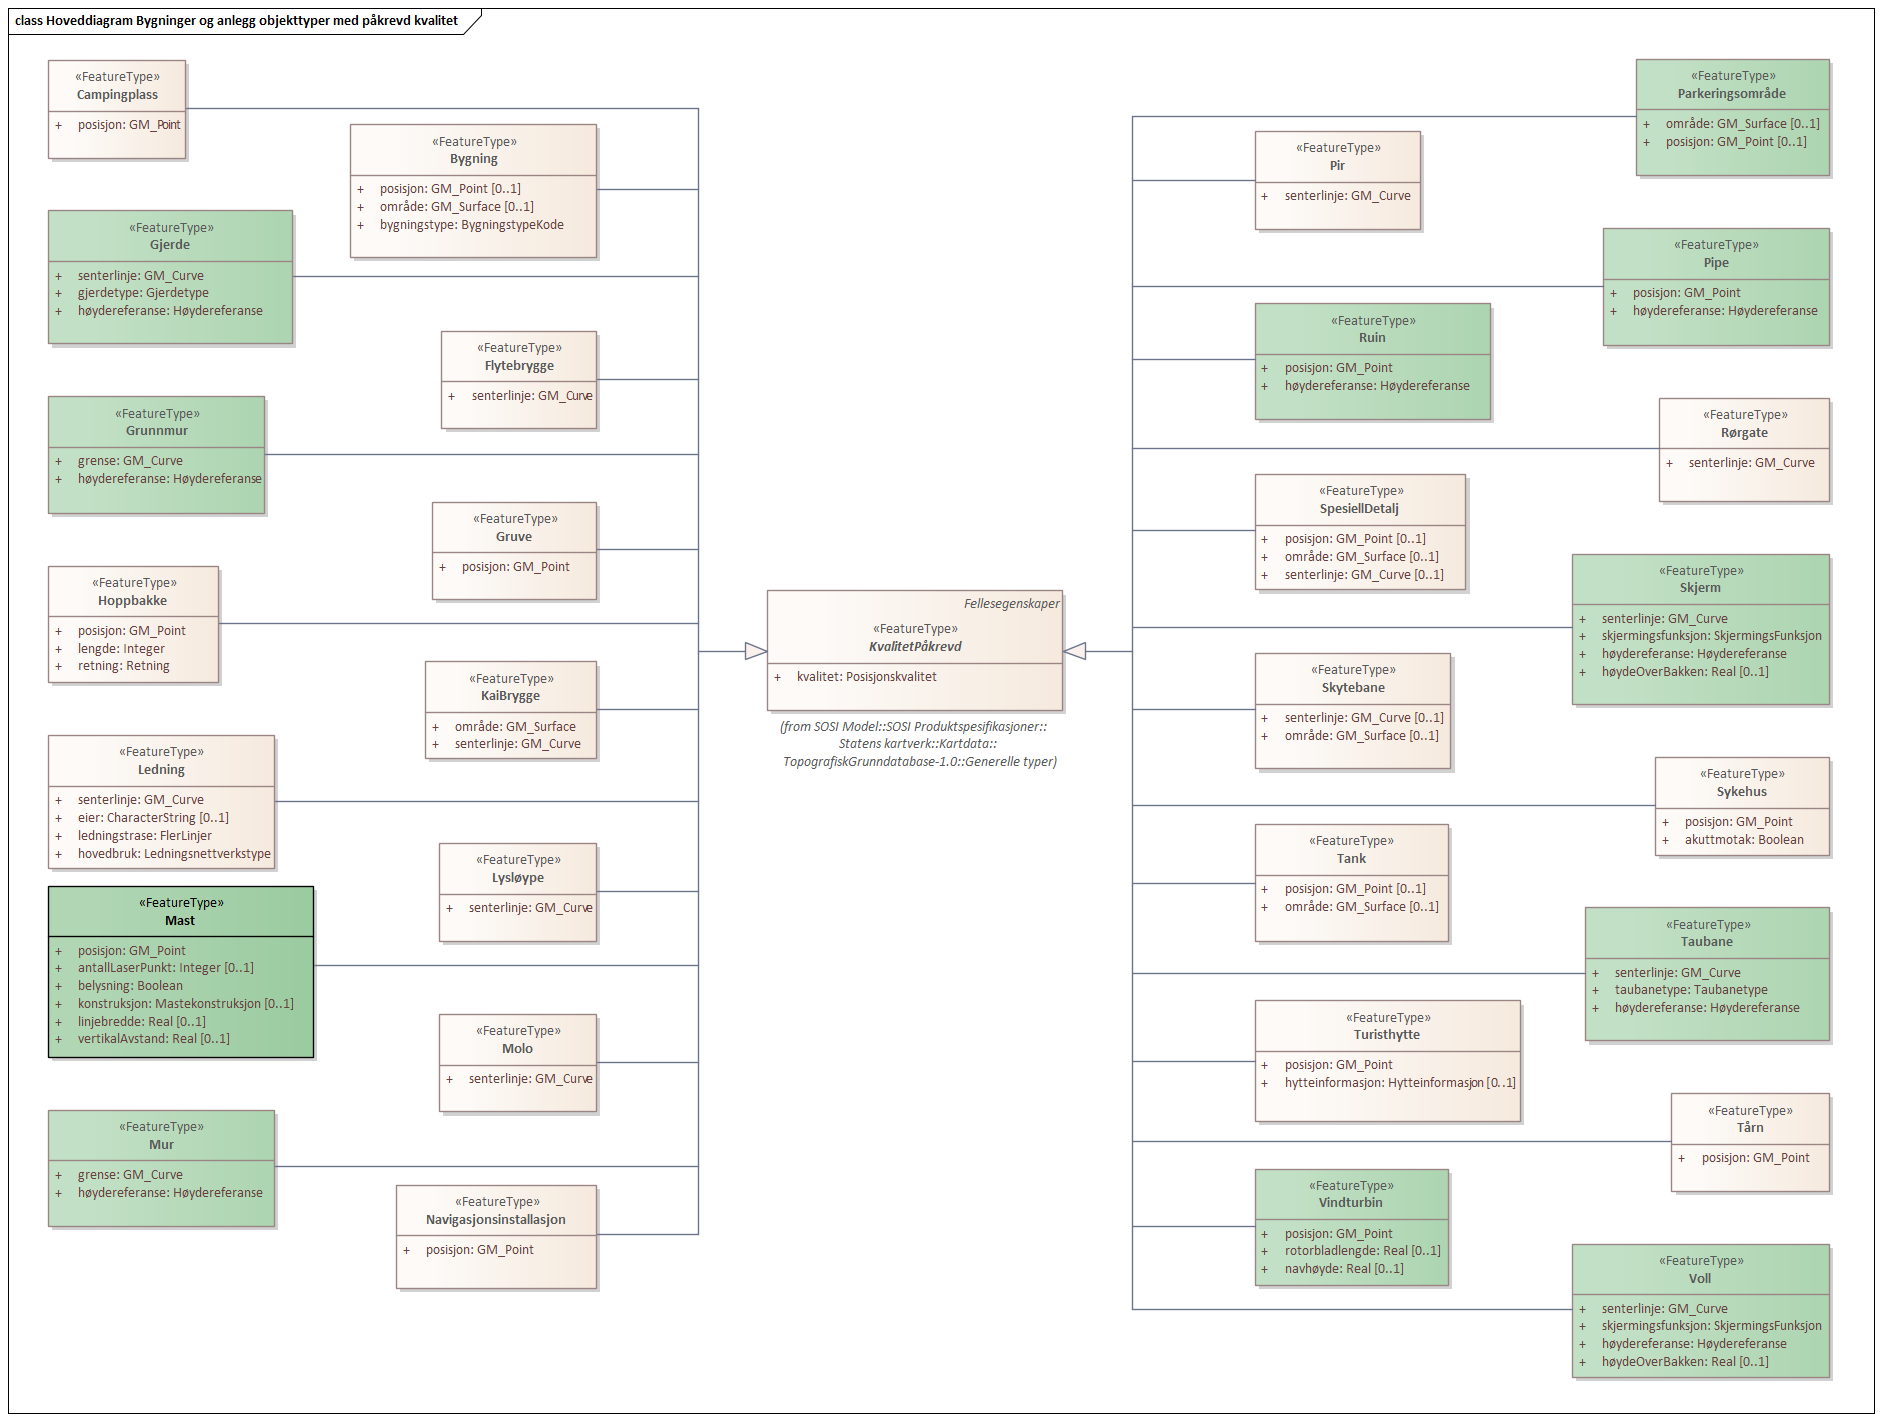 class Hoveddiagram Bygninger og anlegg objekttyper med påkrevd kvalitet
«FeatureType»
Campingplass
+ posisjon: GM_Point
«FeatureType»
Bygning
+ posisjon: GM_Point [0..1]
+ område: GM_Surface [0..1]
+ bygningstype: BygningstypeKode
«FeatureType»
Gjerde
+ senterlinje: GM_Curve
+ gjerdetype: Gjerdetype
+ høydereferanse: Høydereferanse
«FeatureType»
Flytebrygge
+ senterlinje: GM_Curve
«FeatureType»
Grunnmur
+ grense: GM_Curve
+ høydereferanse: Høydereferanse
«FeatureType»
Gruve
+ posisjon: GM_Point
«FeatureType»
Hoppbakke
+ posisjon: GM_Point
+ lengde: Integer
+ retning: Retning
«FeatureType»
KaiBrygge
+ område: GM_Surface
+ senterlinje: GM_Curve
«FeatureType»
Ledning
+ senterlinje: GM_Curve
+ eier: CharacterString [0..1]
+ ledningstrase: FlerLinjer
+ hovedbruk: Ledningsnettverkstype
«FeatureType»
Lysløype
+ senterlinje: GM_Curve
«FeatureType»
Mast
+ posisjon: GM_Point
+ antallLaserPunkt: Integer [0..1]
+ belysning: Boolean
+ konstruksjon: Mastekonstruksjon [0..1]
+ linjebredde: Real [0..1]
+ vertikalAvstand: Real [0..1]
«FeatureType»
Molo
+ senterlinje: GM_Curve
«FeatureType»
Mur
+ grense: GM_Curve
+ høydereferanse: Høydereferanse
«FeatureType»
Navigasjonsinstallasjon
+ posisjon: GM_Point
Fellesegenskaper
«FeatureType»
KvalitetPåkrevd
+ kvalitet: Posisjonskvalitet
(from SOSI Model::SOSI Produktspesifikasjoner::
Statens kartverk::Kartdata::
TopografiskGrunndatabase-1.0::Generelle typer)
«FeatureType»
Parkeringsområde
+ område: GM_Surface [0..1]
+ posisjon: GM_Point [0..1]
«FeatureType»
Pir
+ senterlinje: GM_Curve
«FeatureType»
Pipe
+ posisjon: GM_Point
+ høydereferanse: Høydereferanse
«FeatureType»
Ruin
+ posisjon: GM_Point
+ høydereferanse: Høydereferanse
«FeatureType»
Rørgate
+ senterlinje: GM_Curve
«FeatureType»
SpesiellDetalj
+ posisjon: GM_Point [0..1]
+ område: GM_Surface [0..1]
+ senterlinje: GM_Curve [0..1]
«FeatureType»
Skjerm
+ senterlinje: GM_Curve
+ skjermingsfunksjon: SkjermingsFunksjon
+ høydereferanse: Høydereferanse
+ høydeOverBakken: Real [0..1]
«FeatureType»
Skytebane
+ senterlinje: GM_Curve [0..1]
+ område: GM_Surface [0..1]
«FeatureType»
Sykehus
+ posisjon: GM_Point
+ akuttmotak: Boolean
«FeatureType»
Tank
+ posisjon: GM_Point [0..1]
+ område: GM_Surface [0..1]
«FeatureType»
Taubane
+ senterlinje: GM_Curve
+ taubanetype: Taubanetype
+ høydereferanse: Høydereferanse
«FeatureType»
Turisthytte
+ posisjon: GM_Point
+ hytteinformasjon: Hytteinformasjon [0..1]
«FeatureType»
Tårn
+ posisjon: GM_Point
«FeatureType»
Vindturbin
+ posisjon: GM_Point
+ rotorbladlengde: Real [0..1]
+ navhøyde: Real [0..1]
«FeatureType»
Voll
+ senterlinje: GM_Curve
+ skjermingsfunksjon: SkjermingsFunksjon
+ høydereferanse: Høydereferanse
+ høydeOverBakken: Real [0..1]